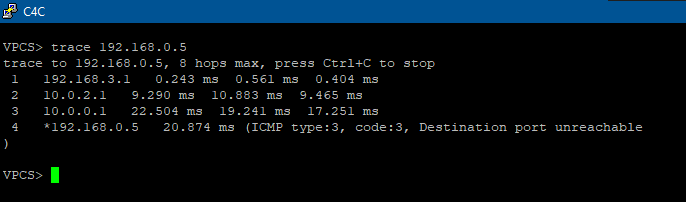 C4C
VPCS> trace 192.168.0.5
trace to 192.168.0.5, 8 hops max, press Ctrl+C to stop
 1   192.168.3.1   0.243 ms  0.561 ms  0.404 ms
 2   10.0.2.1   9.290 ms  10.883 ms  9.465 ms
 3   10.0.0.1   22.504 ms  19.241 ms  17.251 ms
 4   *192.168.0.5   20.874 ms (ICMP type:3, code:3, Destination port unreachable
)
VPCS>